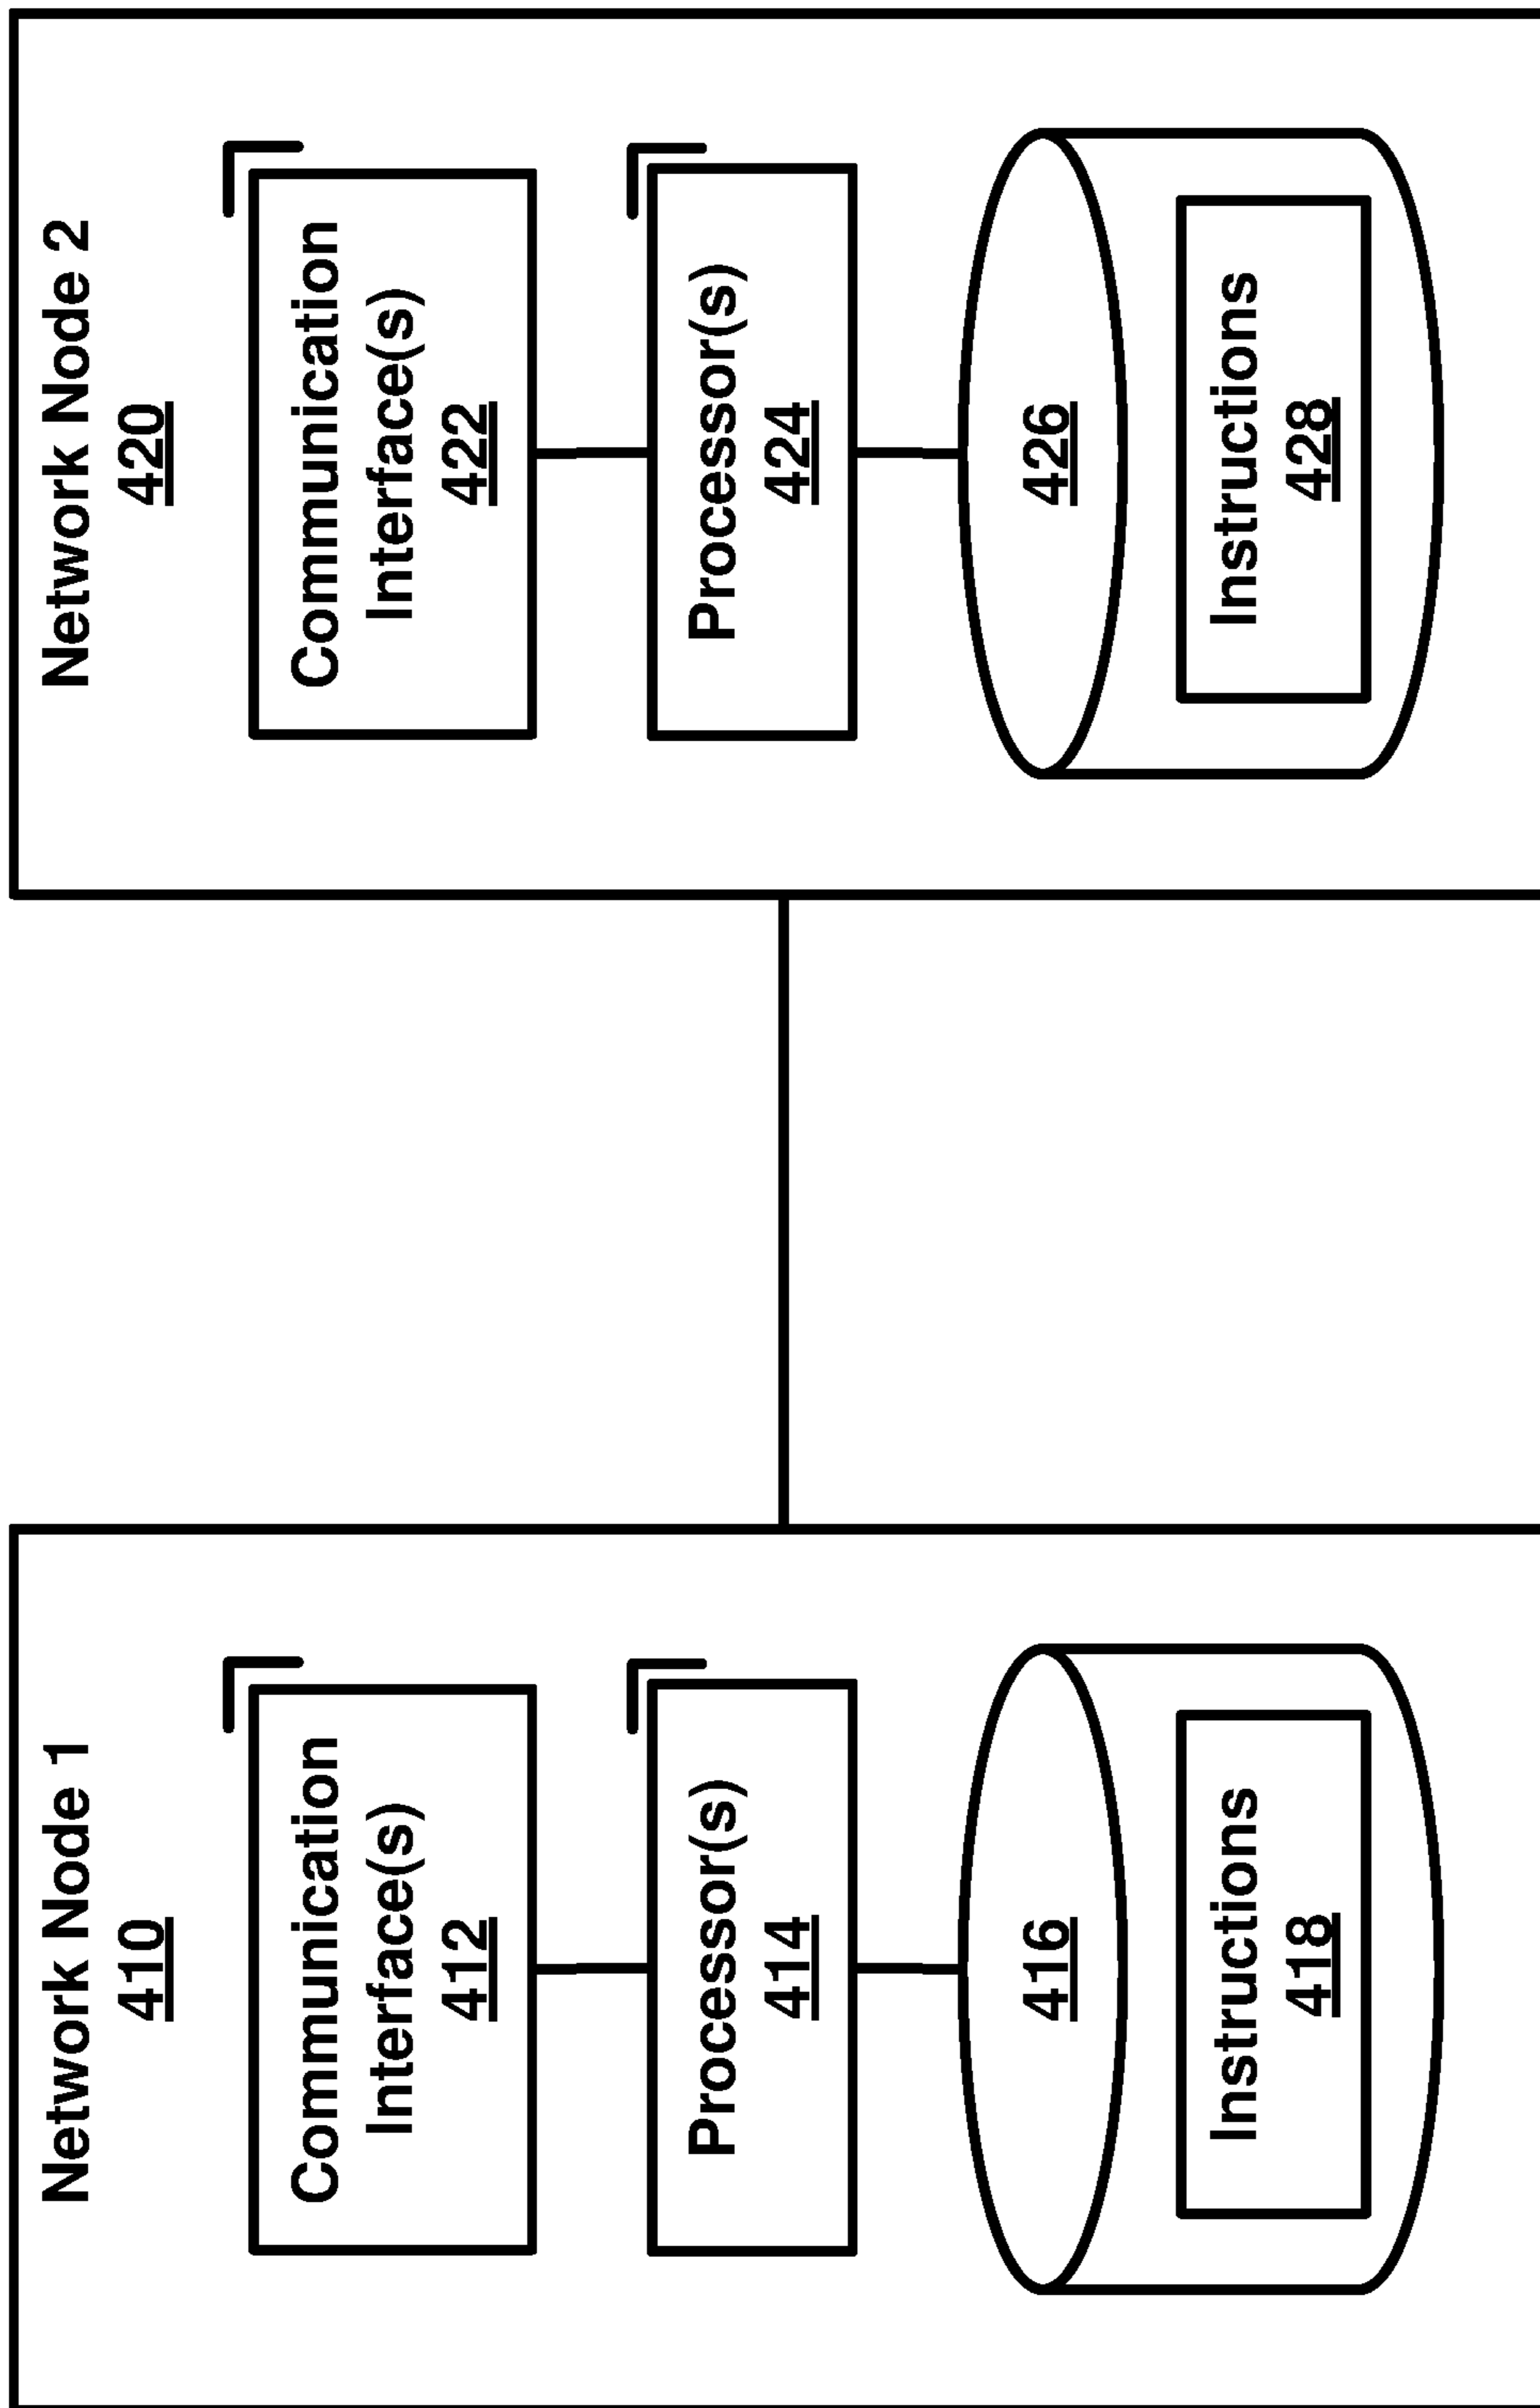 Network Node 1
410
Communication
Interface(s)
412
Processor(s)
414
416
Instructions
418
Network Node 2
420
Communication
Interface(s)
422
Processor(s)
424
426
Instructions
428